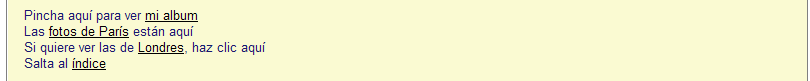 Pincha aquí para ver mi album
Las fotos de París están aquí
Si quiere ver las de Londres, haz clic aquí
Salta al índice